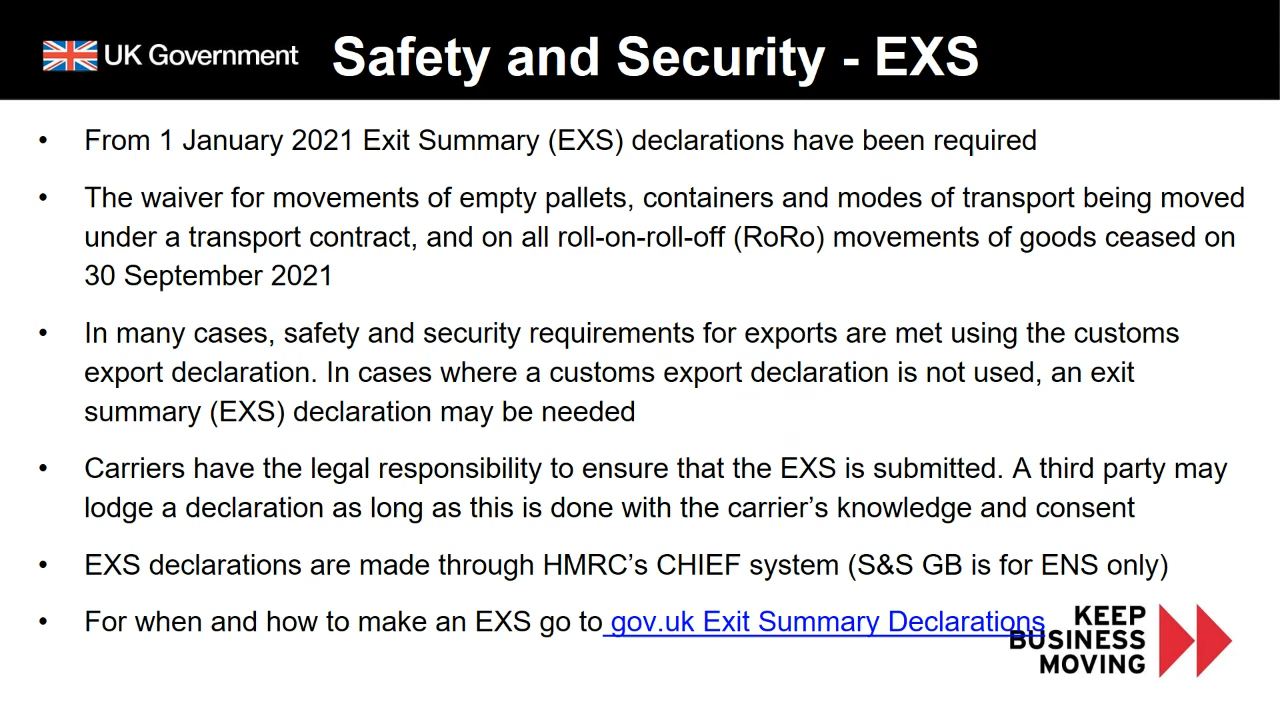 UK Government
Safety and Security - EXS
• From 1 January 2021 Exit Summary (EXS) declarations have been required
• The waiver for movements of empty pallets, containers and modes of transport being moved
under a transport contract, and on all roll-on-roll-off (RoRo) movements of goods ceased on
30 September 2021
• In many cases, safety and security requirements for exports are met using the customs
export declaration. In cases where a customs export declaration is not used, an exit
summary (EXS) declaration may be needed
• Carriers have the legal responsibility to ensure that the EXS is submitted. A third party may
lodge a declaration as long as this is done with the carrier’s knowledge and consent
• EXS declarations are made through HMRC’s CHIEF system (S&S GB is for ENS only)
• For when and how to make an EXS go to gov.uk Exit Summary Declarations
KEEP
BUSINESS
MOVING